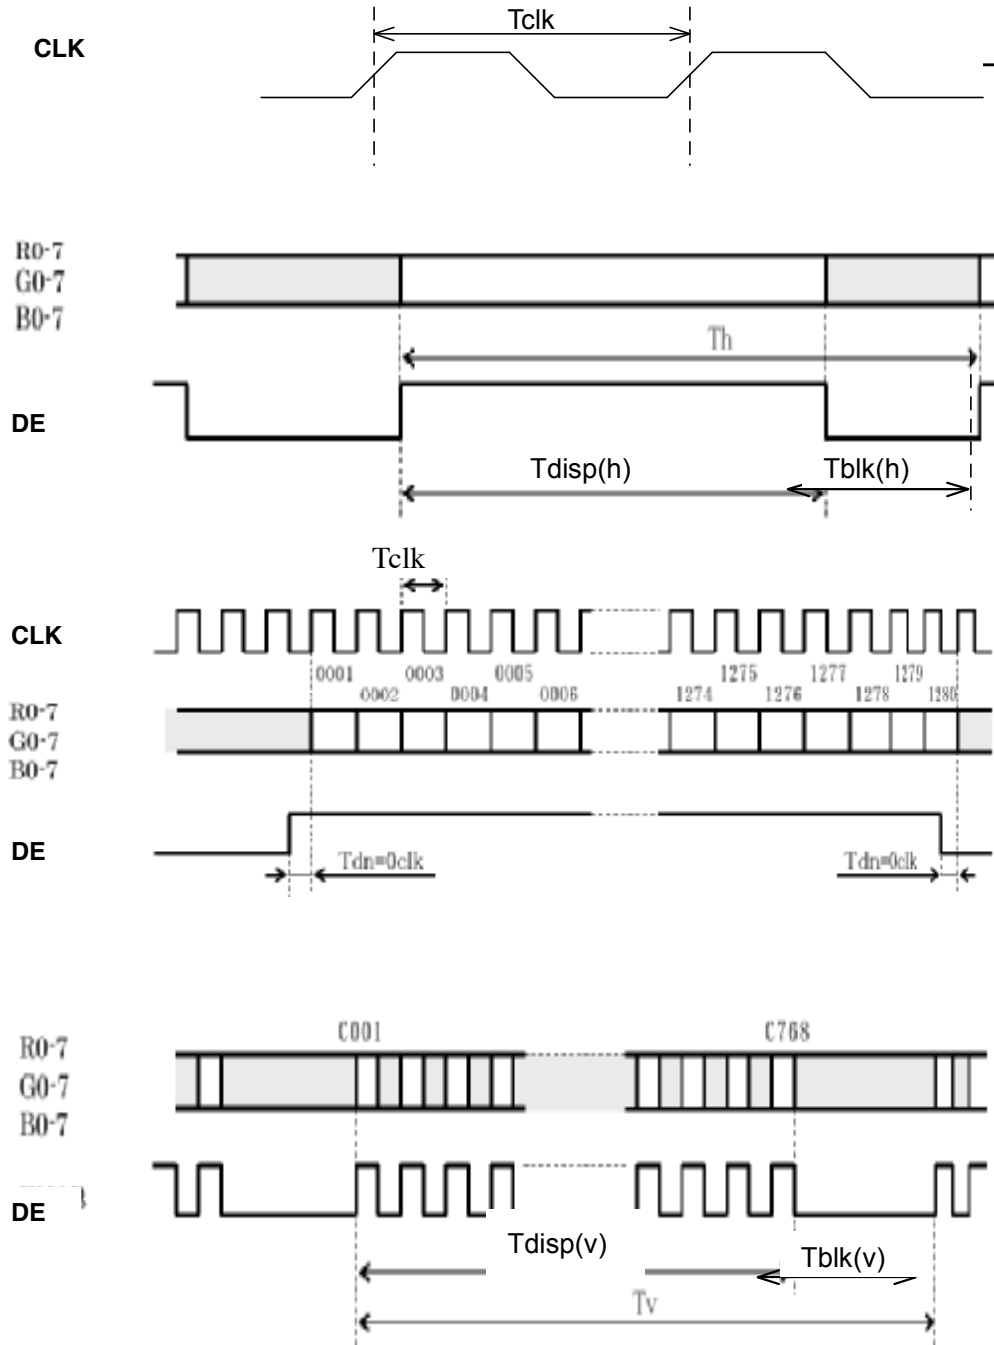 Tclk
CLK
R0-7
G0-7
B0-7
Th
DE
Tdisp(h)
Tblk(h)
Tclk
CLK
0001 0003 0005 1275 1277 1279
0002 0004 0006 1274 1276 1278 1280
R0-7
G0-7
B0-7
DE
Tdn=0clk
Tdn=0clk
C001
C768
R0-7
G0-7
B0-7
DE
Tdisp(v)
Tblk(v)
Tv